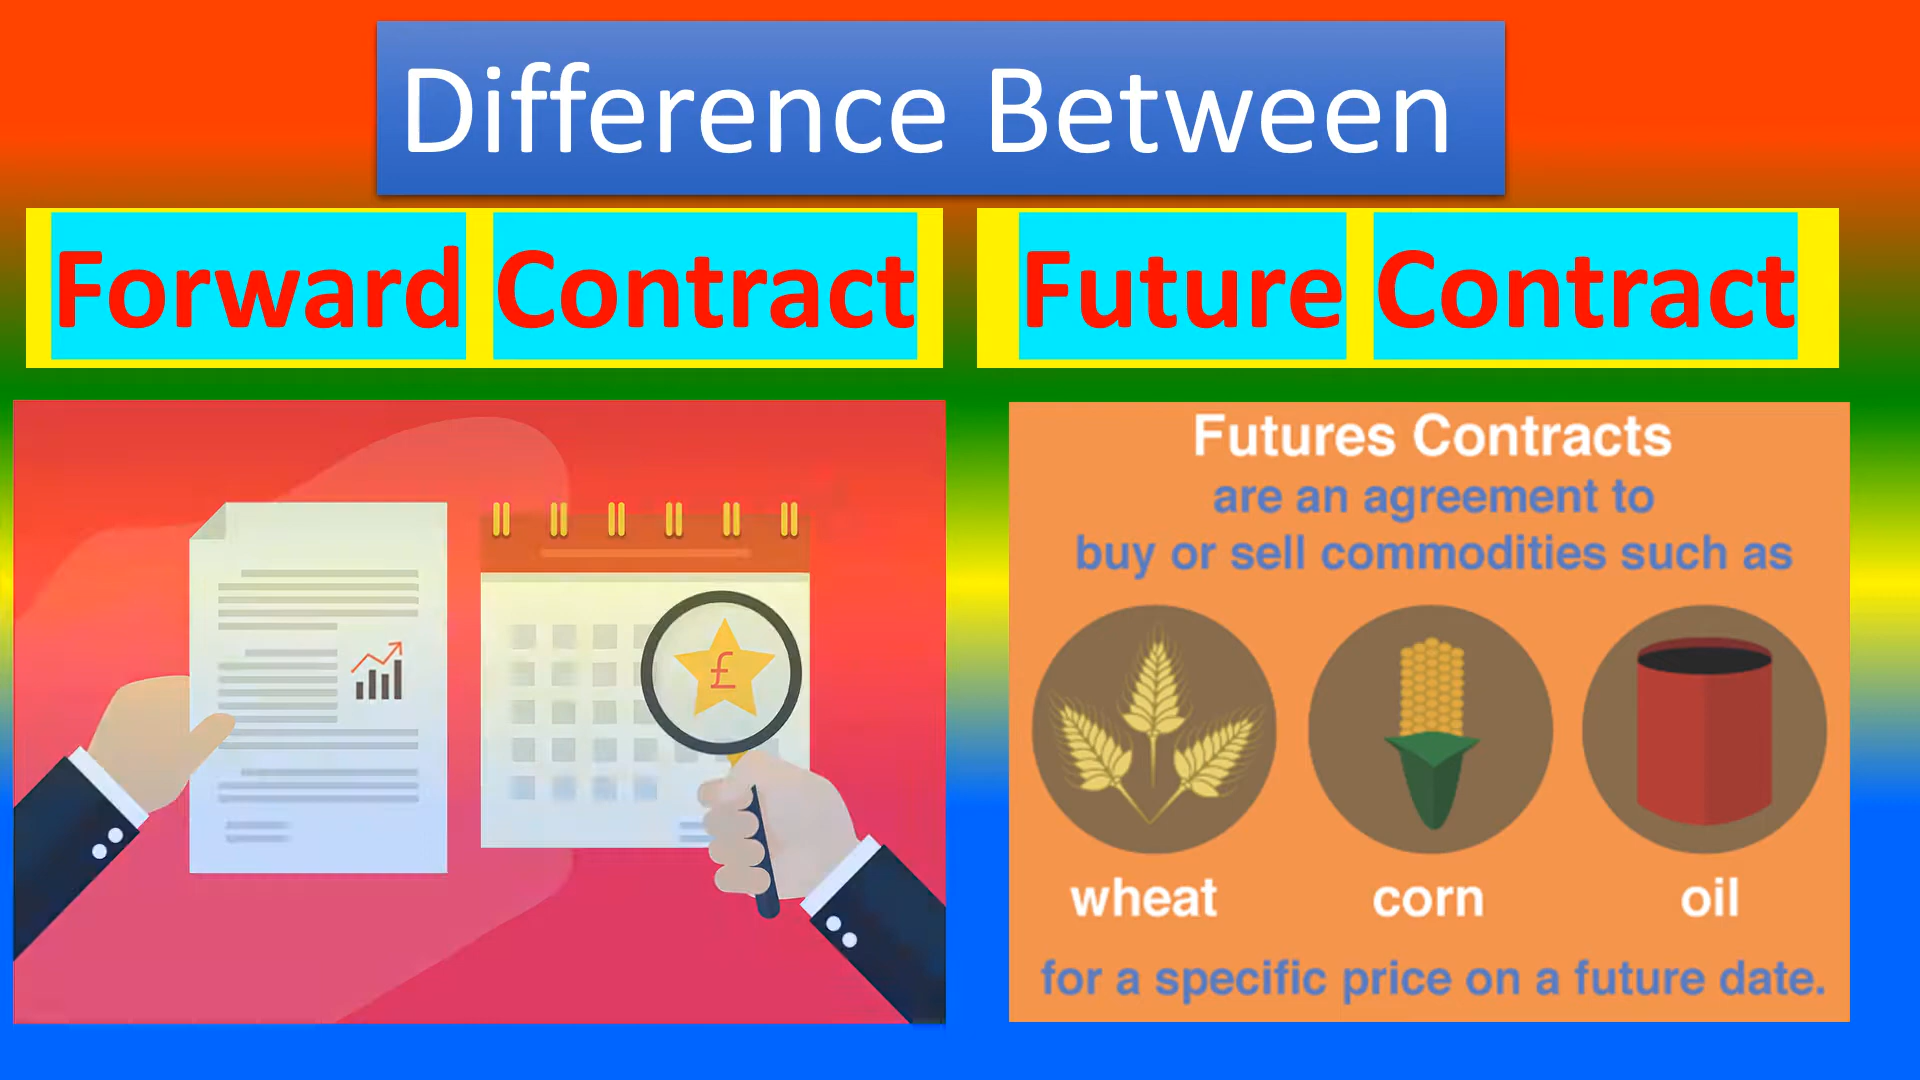 Difference Between
Forward Contract
Future Contract
£
Futures Contracts
are an agreement to
buy or sell commodities such as
wheat
corn
oil
for a specific price on a future date.